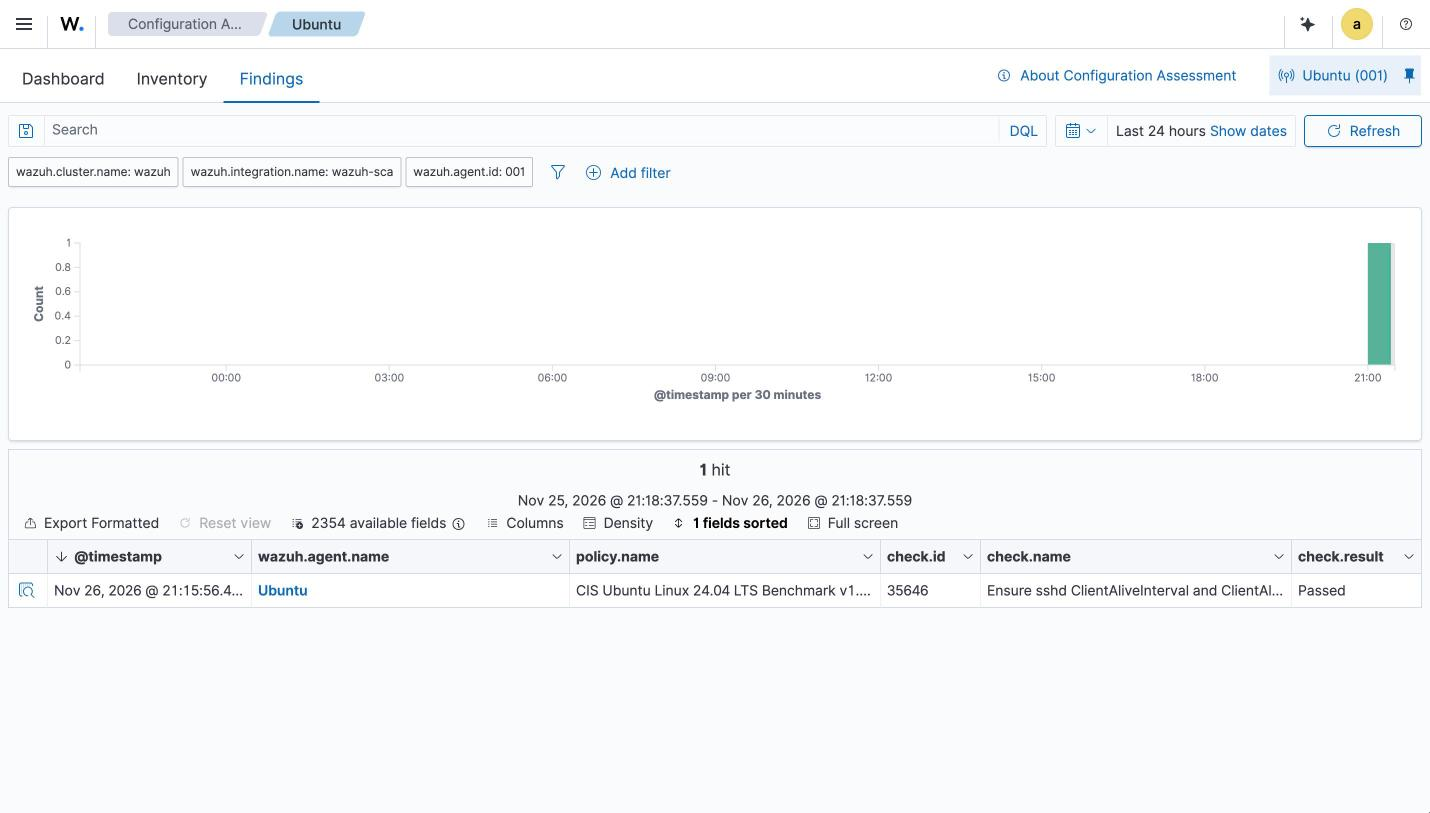 W.
Configuration A...
Ubuntu
a
Dashboard
Inventory
Findings
About Configuration Assessment
Ubuntu (001)
Search
DQL
Last 24 hours Show dates
Refresh
wazuh.cluster.name: wazuh
wazuh.integration.name: wazuh-sca
wazuh.agent.id: 001
Add filter
Count
1
0.8
0.6
0.4
0.2
0
00:00
03:00
06:00
09:00
12:00
15:00
18:00
21:00
@timestamp per 30 minutes
1 hit
Nov 25, 2026 @ 21:18:37.559 - Nov 26, 2026 @ 21:18:37.559
Export Formatted
Reset view
2354 available fields
Columns
Density
1 fields sorted
Full screen
@timestamp
wazuh.agent.name
policy.name
check.id
check.name
check.result
Nov 26, 2026 @ 21:15:56.4...
Ubuntu
CIS Ubuntu Linux 24.04 LTS Benchmark v1....
35646
Ensure sshd ClientAliveInterval and ClientAl...
Passed